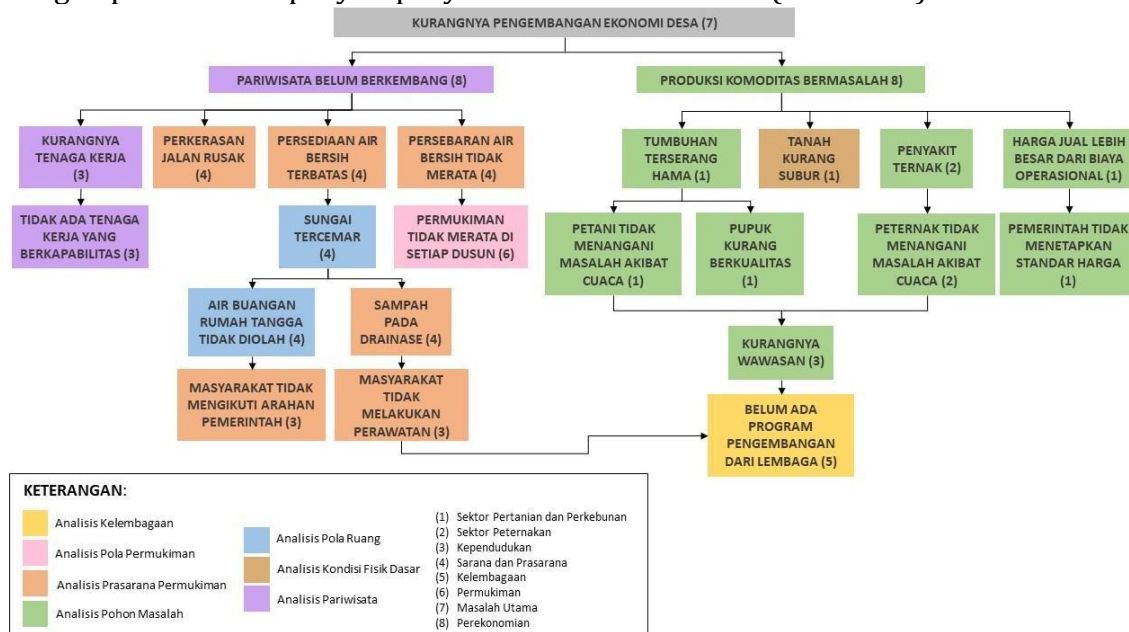 KURANGNYA PENGEMBANGAN EKONOMI DESA (7)
PARIWISATA BELUM BERKEMBANG (8)
PRODUKSI KOMODITAS BERMASALAH 8)
KURANGNYA
TENAGA KERJA
(3)
PERKERASAN
JALAN RUSAK
(4)
PERSEDIAAN AIR
BERSIH
TERBATAS (4)
PERSEBARAN AIR
BERSIH TIDAK
MERATA (4)
TUMBUHAN
TERSERANG
HAMA (1)
TANAH
KURANG
SUBUR (1)
PENYAKIT
TERNAK (2)
HARGA JUAL LEBIH
BESAR DARI BIAYA
OPERASIONAL (1)
TIDAK ADA TENAGA
KERJA YANG
BERKAPABILITAS (3)
SUNGAI
TERCEMAR
(4)
PERMUKIMAN
TIDAK MERATA DI
SETIAP DUSUN (6)
PETANI TIDAK
MENANGANI
MASALAH AKIBAT
CUACA (1)
PUPUK
KURANG
BERKUALITAS
(1)
PETERNAK TIDAK
MENANGANI
MASALAH AKIBAT
CUACA (2)
PEMERINTAH TIDAK
MENETAPKAN
STANDAR HARGA
(1)
AIR BUANGAN
RUMAH TANGGA
TIDAK DIOLAH (4)
SAMPAH
PADA
DRAINASE (4)
KURANGNYA
WAWASAN (3)
MASYARAKAT TIDAK
MENGIKUTI ARAHAN
PEMERINTAH (3)
MASYARAKAT
TIDAK
MELAKUKAN
PERAWATAN (3)
BELUM ADA
PROGRAM
PENGEMBANGAN
DARI LEMBAGA (5)
KETERANGAN:
Analisis Kelembagaan
Analisis Pola Permukiman
Analisis Prasarana Permukiman
Analisis Pohon Masalah
Analisis Pola Ruang
Analisis Kondisi Fisik Dasar
Analisis Pariwisata
(1) Sektor Pertanian dan Perkebunan
(2) Sektor Peternakan
(3) Kependudukan
(4) Sarana dan Prasarana
(5) Kelembagaan
(6) Permukiman
(7) Masalah Utama
(8) Perekonomian